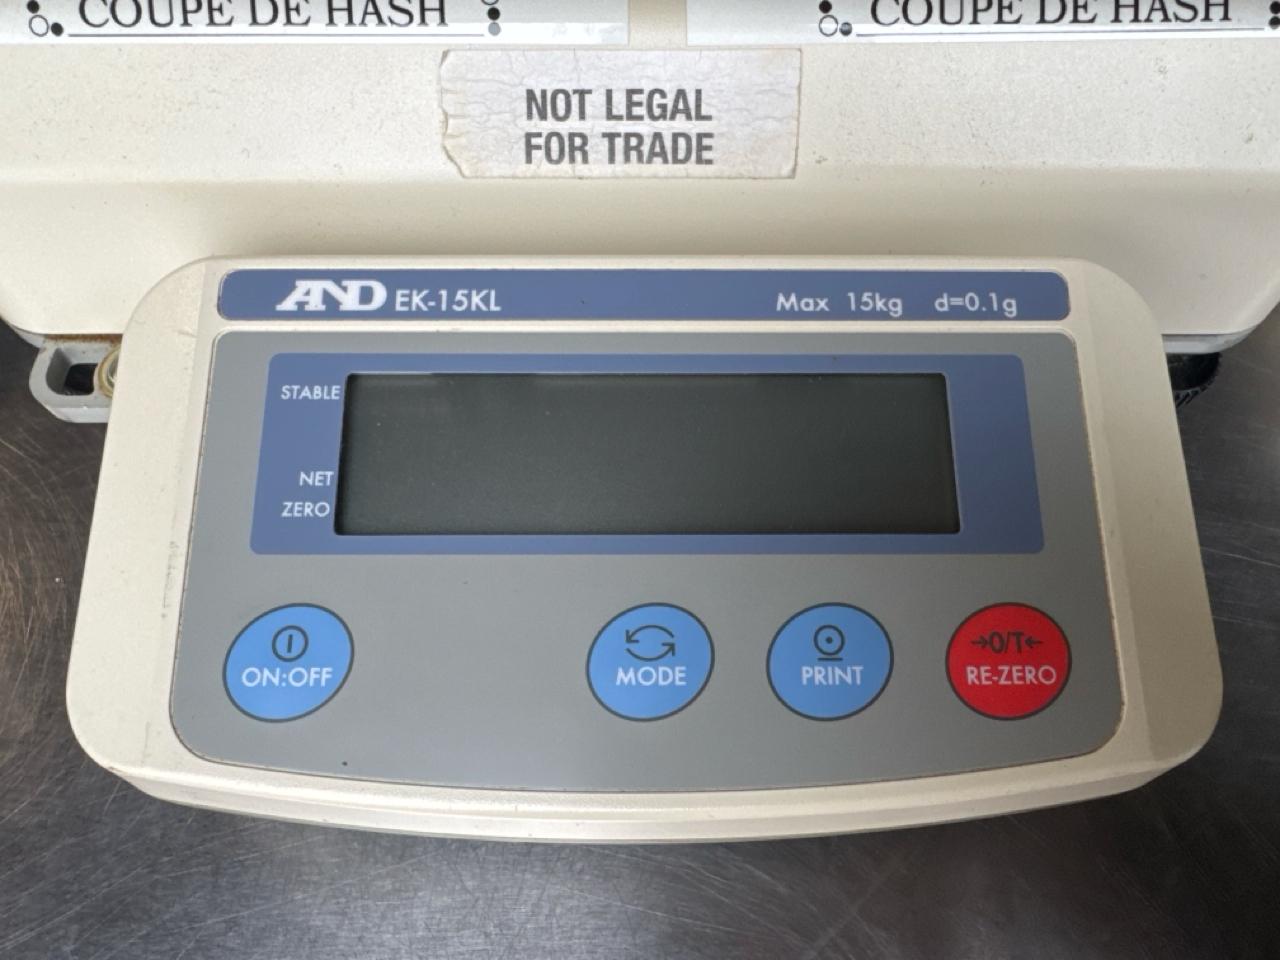 COUPE DE HASH
COUPE DE HASH
NOT LEGAL
FOR TRADE
AND EK-15KL
Max 15kg d=0.1g
STABLE
NET
ZERO
ON:OFF
MODE
PRINT
→0/T←
RE-ZERO